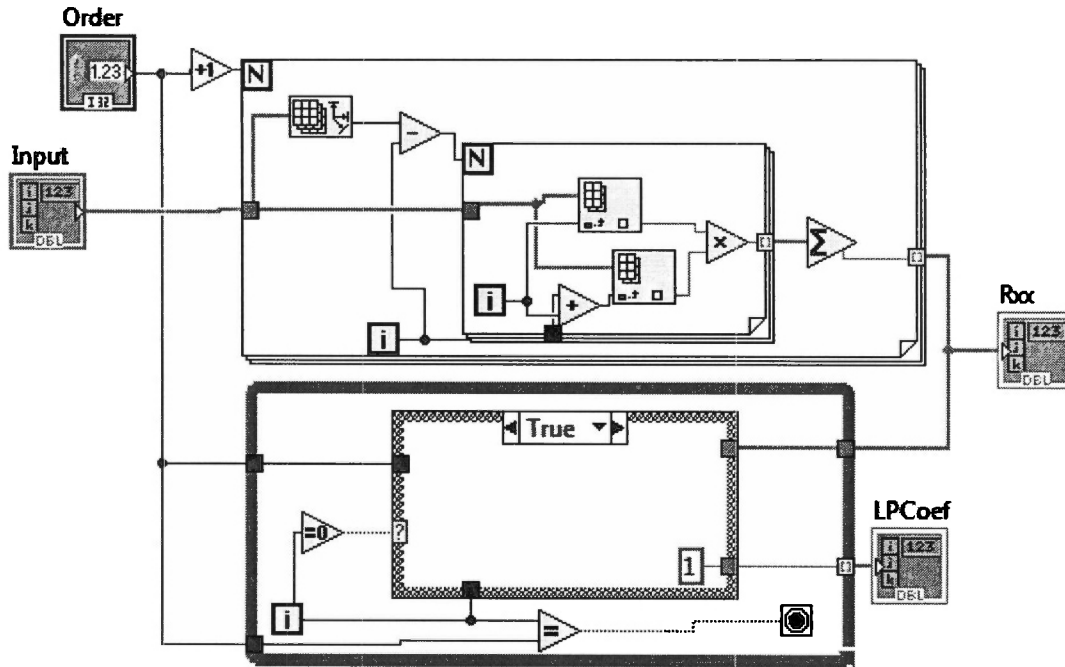 Order
1.23
I32
+1
N
Input
i
j
k
123
DBL
-
N
x
Σ
i
+
i
Rxx
i
j
k
123
DBL
True
=0
?
1
LPCoef
i
j
k
123
DBL
i
=